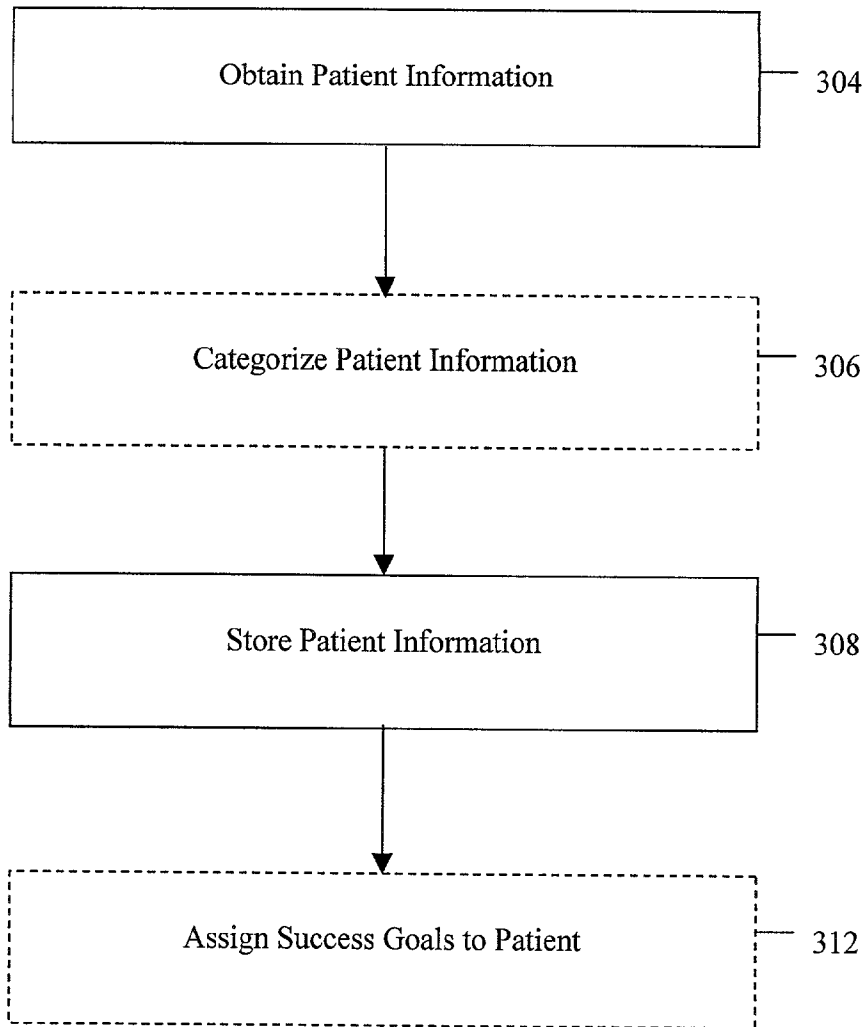 Obtain Patient Information
304
Categorize Patient Information
306
Store Patient Information
308
Assign Success Goals to Patient
312